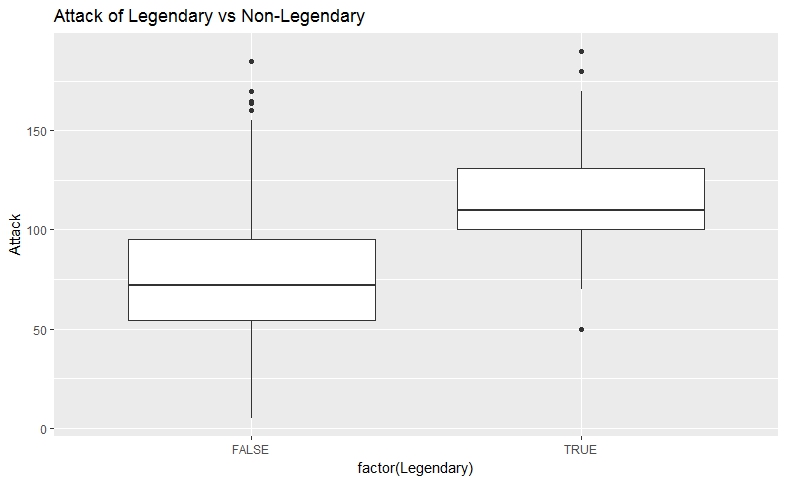 Attack of Legendary vs Non-Legendary
Attack
150
100
50
0
FALSE TRUE
factor(Legendary)